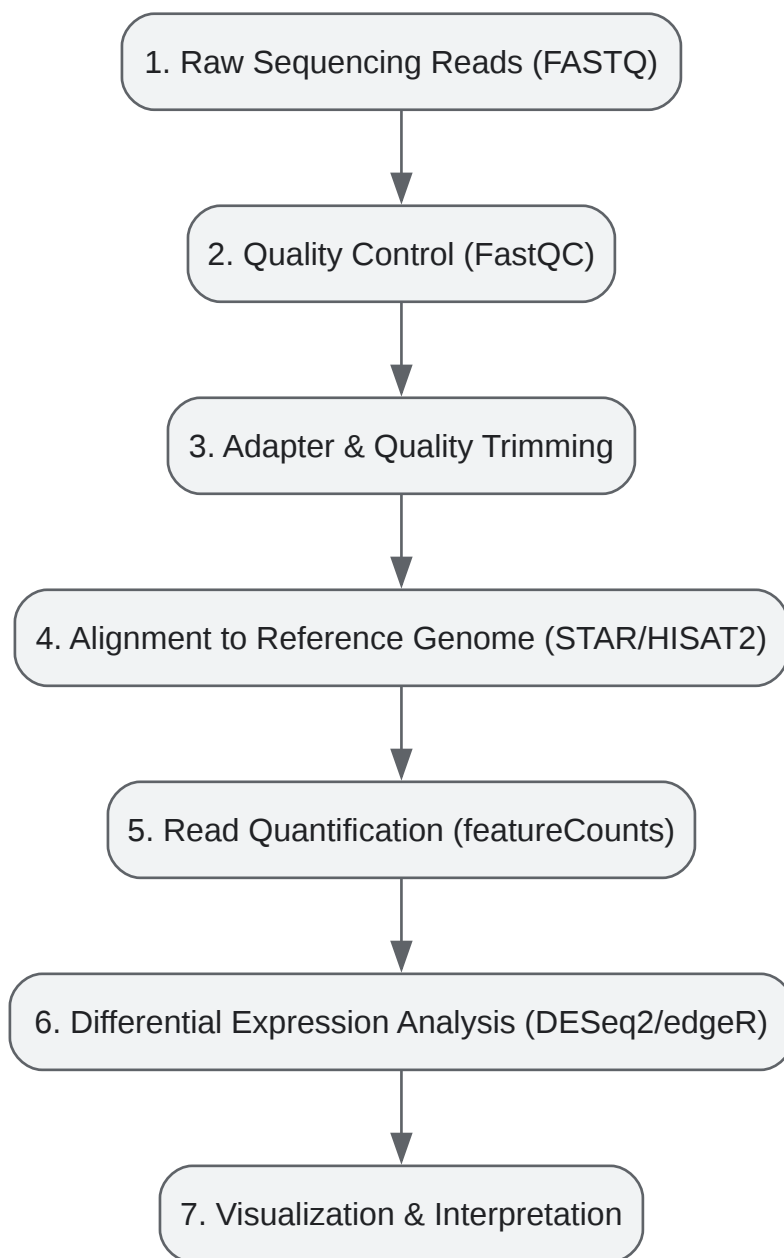 1. Raw Sequencing Reads (FASTQ)
2. Quality Control (FastQC)
3. Adapter & Quality Trimming
4. Alignment to Reference Genome (STAR/HISAT2)
5. Read Quantification (featureCounts)
6. Differential Expression Analysis (DESeq2/edgeR)
7. Visualization & Interpretation